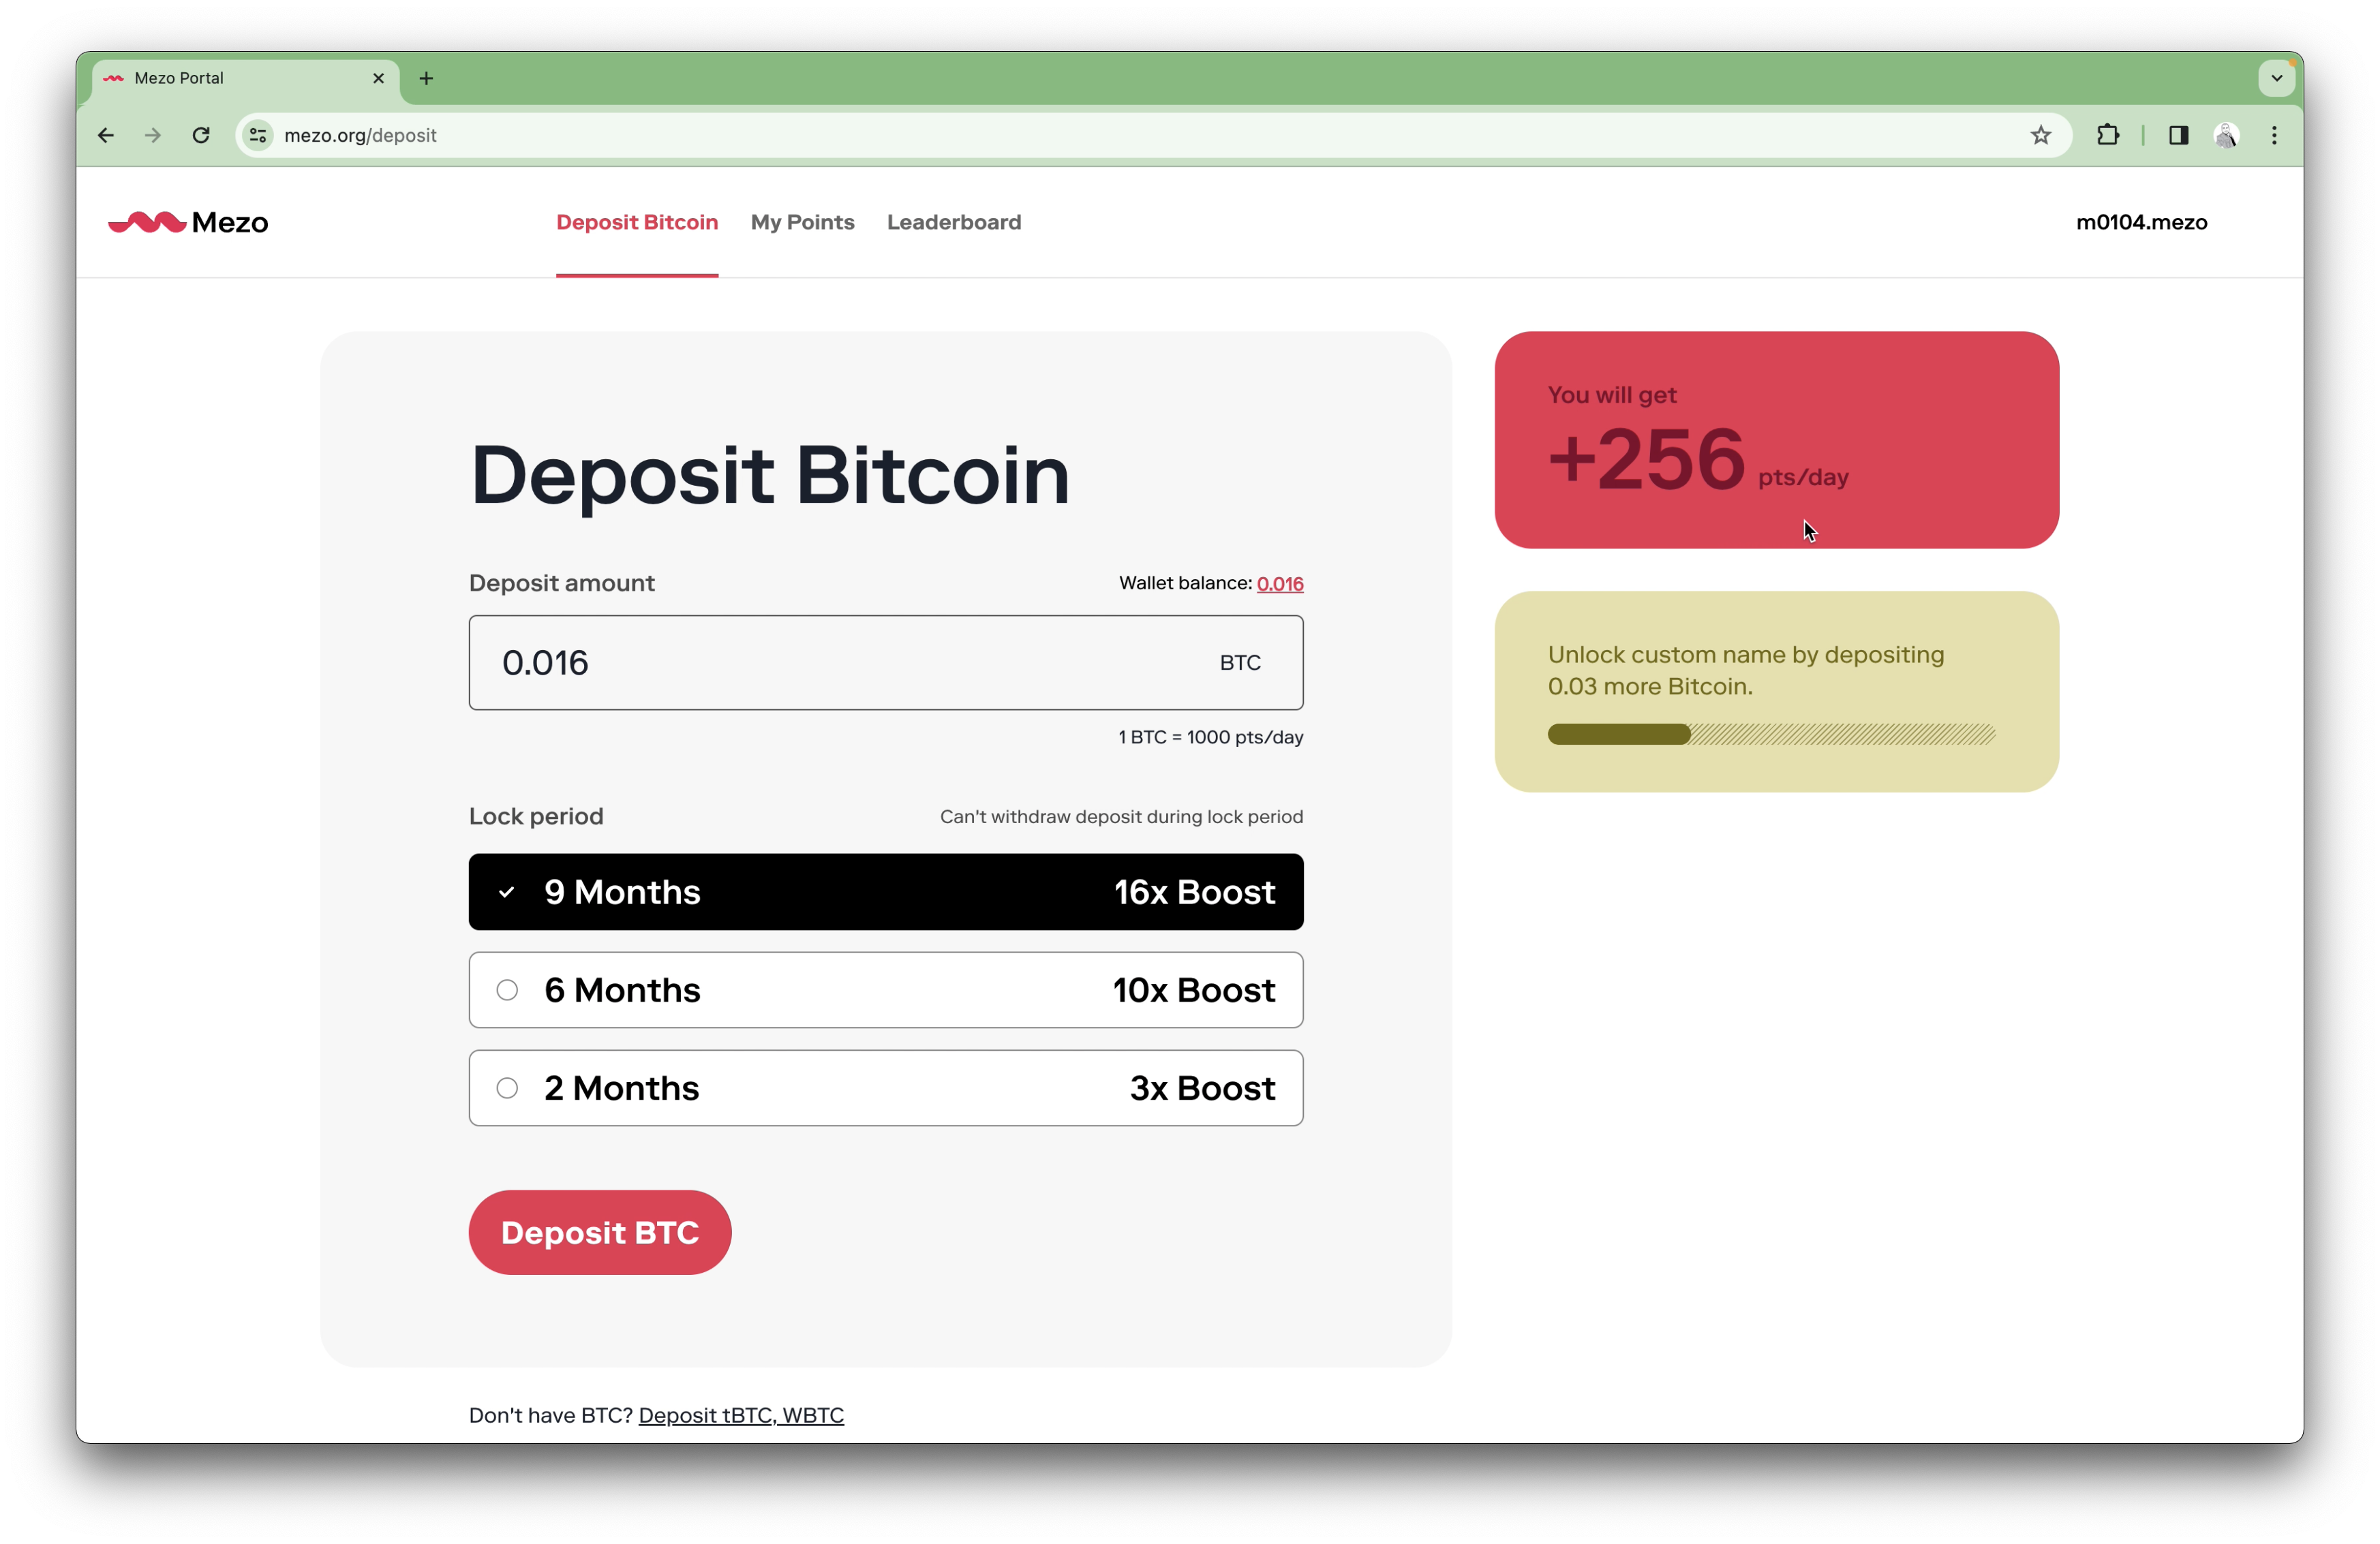 Mezo Portal
mezo.org/deposit
Mezo
Deposit Bitcoin
My Points
Leaderboard
m0104.mezo
Deposit Bitcoin
Deposit amount
Wallet balance: 0.016
0.016
BTC
1 BTC = 1000 pts/day
Lock period
Can't withdraw deposit during lock period
9 Months
16x Boost
6 Months
10x Boost
2 Months
3x Boost
Deposit BTC
Don't have BTC? Deposit tBTC, WBTC
You will get
+256 pts/day
Unlock custom name by depositing
0.03 more Bitcoin.